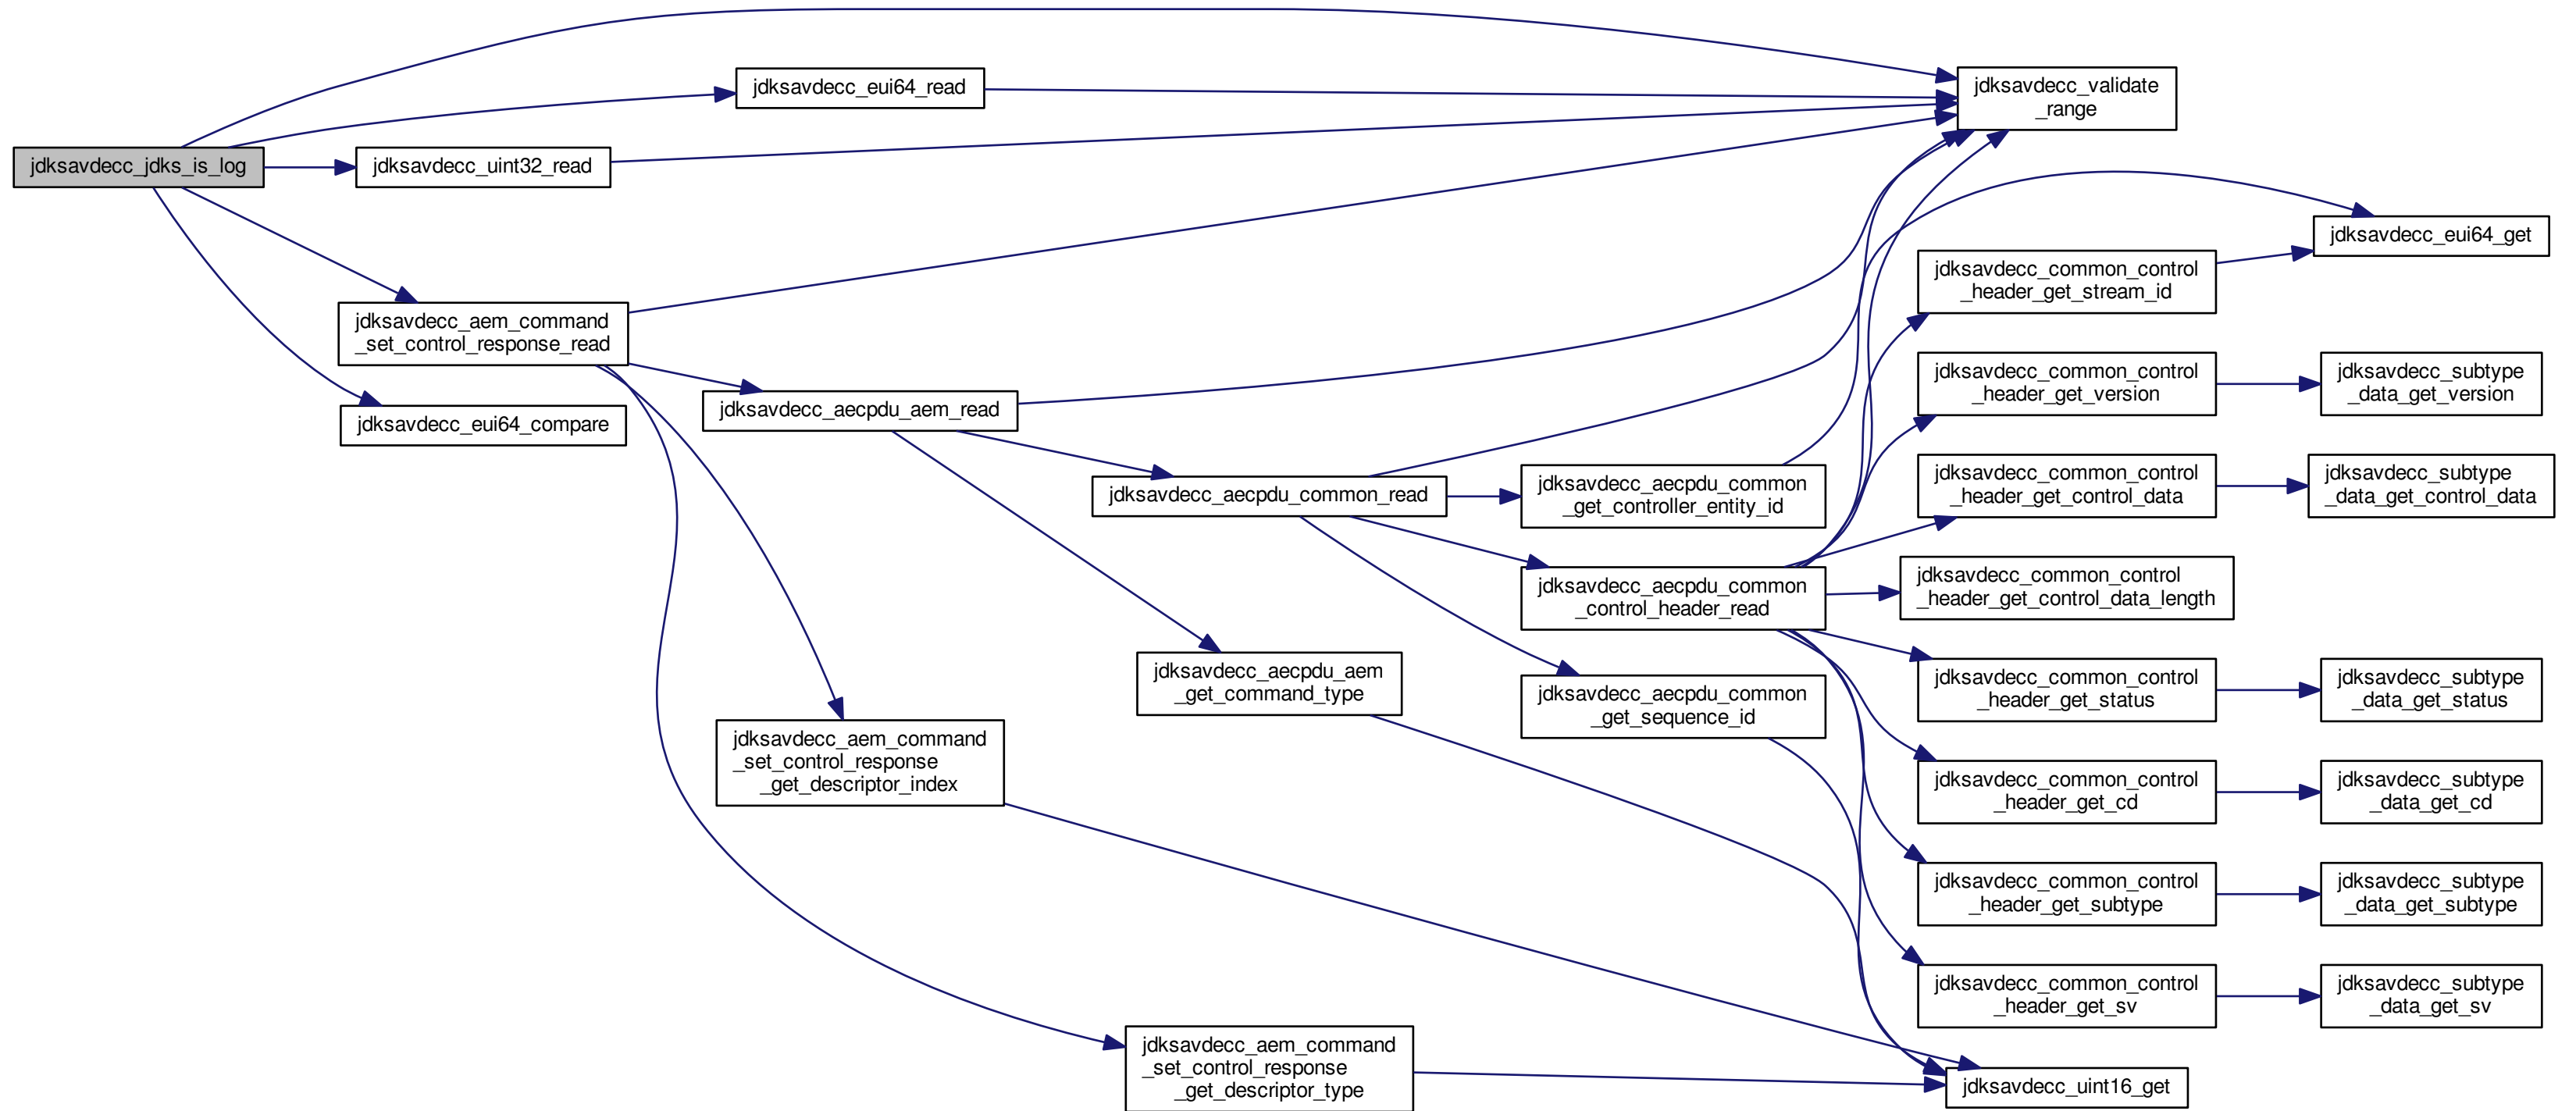 jdksavdecc_jdks_is_log
jdksavdecc_eui64_read
jdksavdecc_uint32_read
jdksavdecc_aem_command
_set_control_response_read
jdksavdecc_eui64_compare
jdksavdecc_aecpdu_aem_read
jdksavdecc_aem_command
_set_control_response
_get_descriptor_index
jdksavdecc_aecpdu_common_read
jdksavdecc_aecpdu_aem
_get_command_type
jdksavdecc_aem_command
_set_control_response
_get_descriptor_type
jdksavdecc_aecpdu_common
_get_controller_entity_id
jdksavdecc_aecpdu_common
_control_header_read
jdksavdecc_aecpdu_common
_get_sequence_id
jdksavdecc_validate
_range
jdksavdecc_common_control
_header_get_stream_id
jdksavdecc_common_control
_header_get_version
jdksavdecc_common_control
_header_get_control_data
jdksavdecc_common_control
_header_get_control_data_length
jdksavdecc_common_control
_header_get_status
jdksavdecc_common_control
_header_get_cd
jdksavdecc_common_control
_header_get_subtype
jdksavdecc_common_control
_header_get_sv
jdksavdecc_uint16_get
jdksavdecc_eui64_get
jdksavdecc_subtype
_data_get_version
jdksavdecc_subtype
_data_get_control_data
jdksavdecc_subtype
_data_get_status
jdksavdecc_subtype
_data_get_cd
jdksavdecc_subtype
_data_get_subtype
jdksavdecc_subtype
_data_get_sv